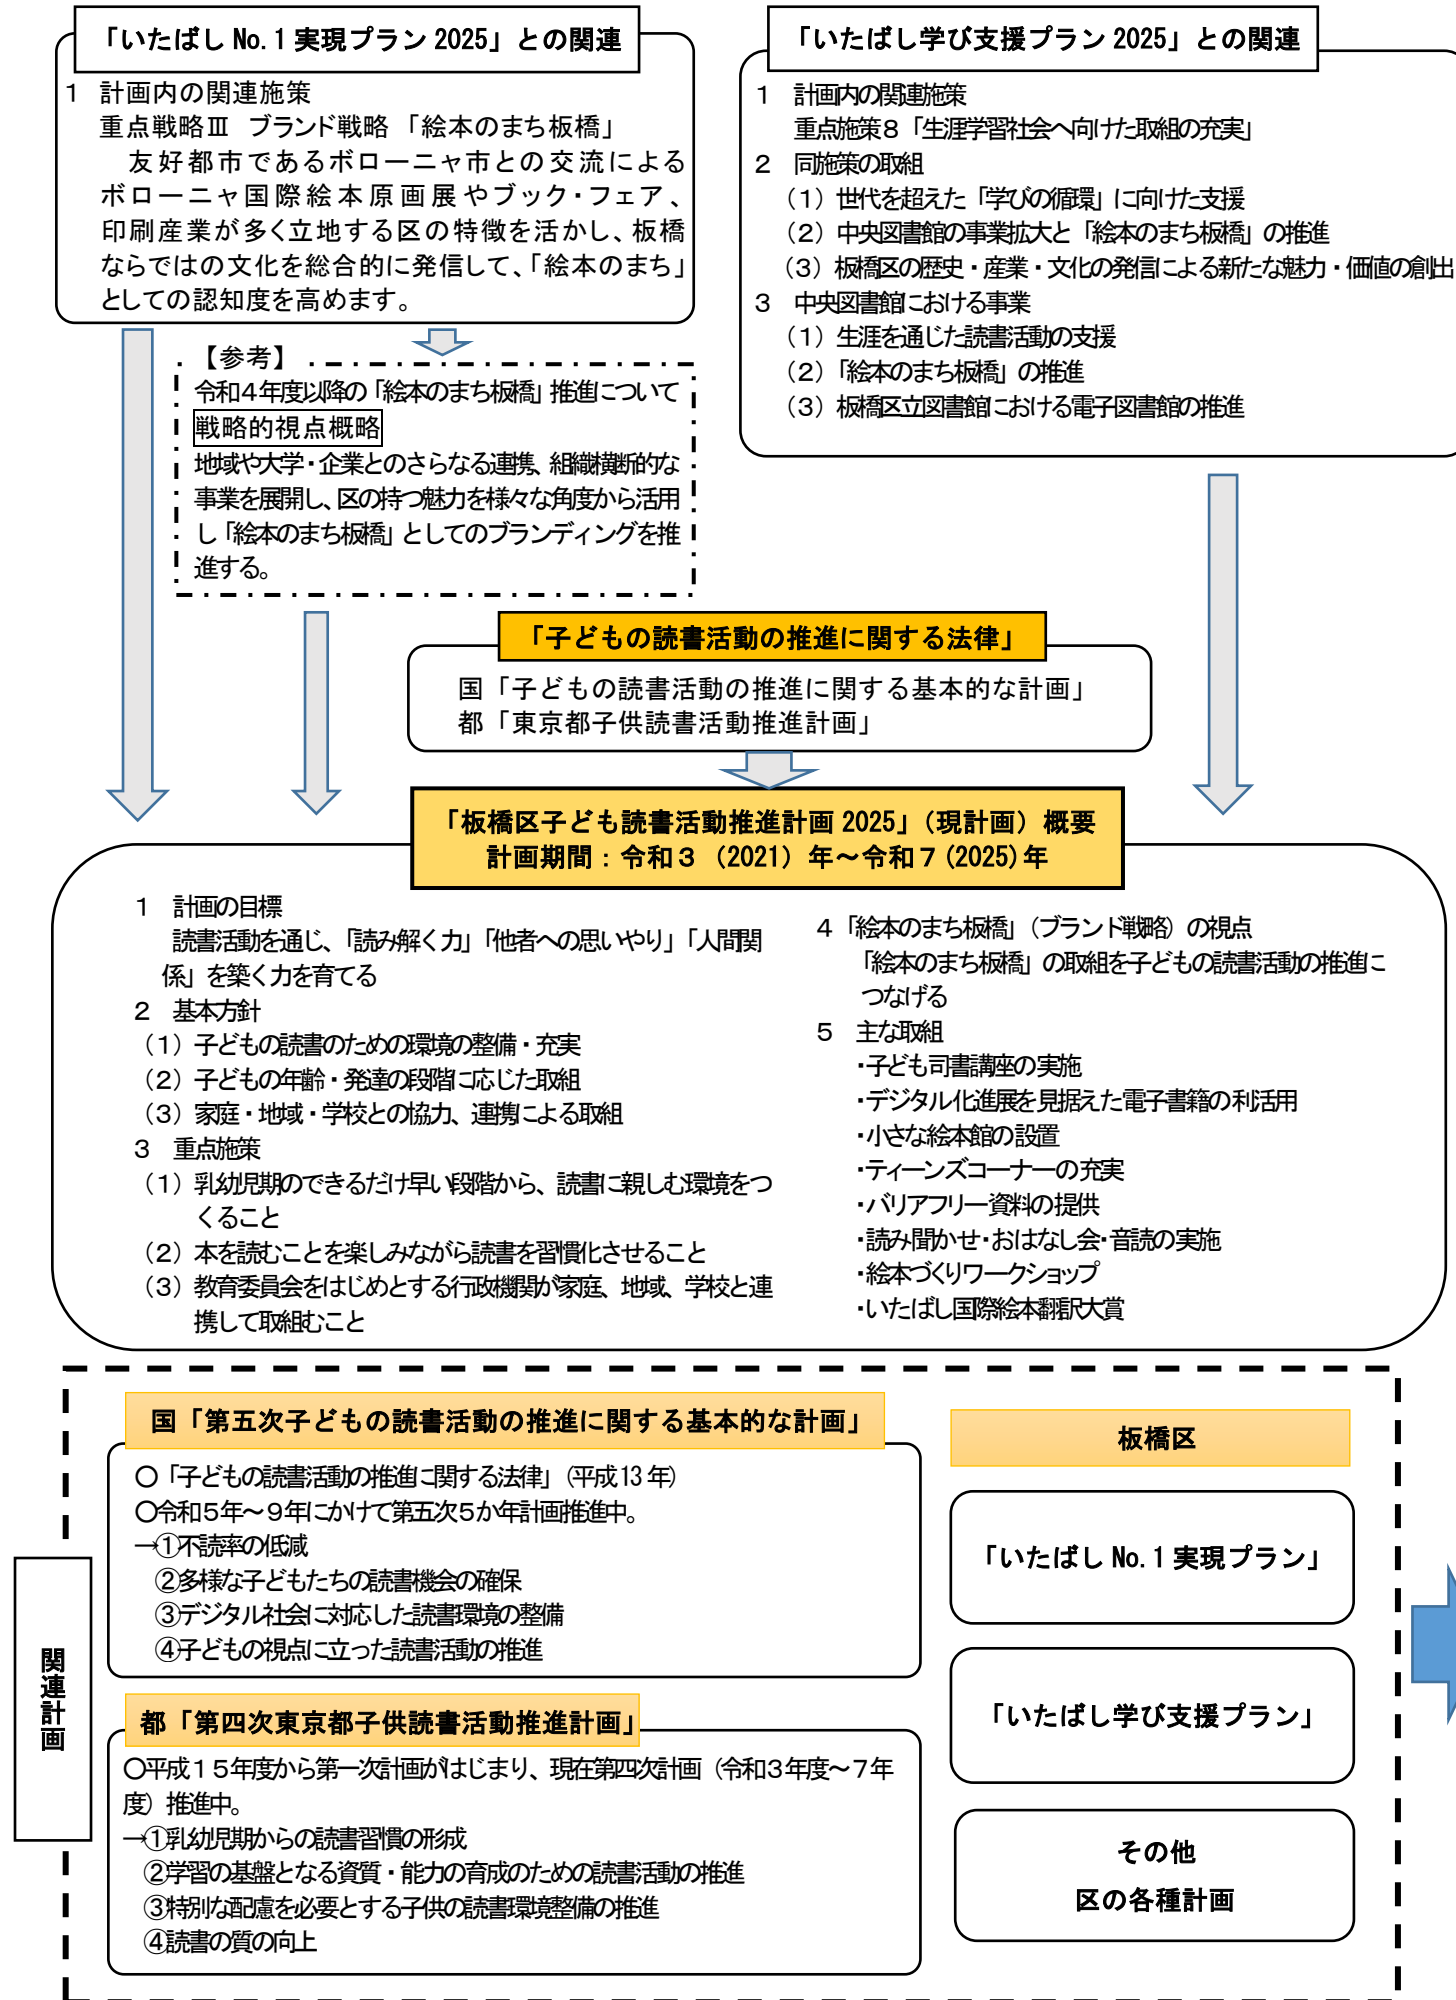 「いたばし No.1 実現プラン 2025」との関連
1 計画内の関連施策
重点戦略Ⅲ ブランド戦略 「絵本のまち板橋」
友好都市であるボローニャ市との交流による
ボローニャ国際絵本原画展やブック・フェア、
印刷産業が多く立地する区の特徴を活かし、板橋
ならではの文化を総合的に発信して、「絵本のまち」
としての認知度を高めます。
【参考】
令和４年度以降の「絵本のまち板橋」推進について
戦略的視点概略
地域や大学・企業とのさらなる連携、組織横断的な
事業を展開し、区の持つ魅力を様々な角度から活用
し「絵本のまち板橋」としてのブランディングを推
進する。
「いたばし学び支援プラン 2025」との関連
1 計画内の関連施策
重点施策８「生涯学習社会へ向けた取組の充実」
2 同施策の取組
（1）世代を超えた「学びの循環」に向けた支援
（2）中央図書館の事業拡大と「絵本のまち板橋」の推進
（3）板橋区の歴史・産業・文化の発信による新たな魅力・価値の創出
3 中央図書館における事業
（1）生涯を通じた読書活動の支援
（2）「絵本のまち板橋」の推進
（3）板橋区立図書館における電子図書館の推進
「子どもの読書活動の推進に関する法律」
国「子どもの読書活動の推進に関する基本的な計画」
都「東京都子供読書活動推進計画」
「板橋区子ども読書活動推進計画 2025」（現計画）概要
計画期間：令和３（2021）年～令和７(2025)年
1 計画の目標
読書活動を通じ、「読み解く力」「他者への思いやり」「人間関
係」を築く力を育てる
2 基本方針
（1）子どもの読書のための環境の整備・充実
（2）子どもの年齢・発達の段階に応じた取組
（3）家庭・地域・学校との協力、連携による取組
3 重点施策
（1）乳幼児期のできるだけ早い段階から、読書に親しむ環境をつ
くること
（2）本を読むことを楽しみながら読書を習慣化させること
（3）教育委員会をはじめとする行政機関が家庭、地域、学校と連
携して取組むこと
4「絵本のまち板橋」（ブランド戦略）の視点
「絵本のまち板橋」の取組を子どもの読書活動の推進に
つなげる
5 主な取組
・子ども司書講座の実施
・デジタル化進展を見据えた電子書籍の利活用
・小さな絵本館の設置
・ティーンズコーナーの充実
・バリアフリー資料の提供
・読み聞かせ・おはなし会・音読の実施
・絵本づくりワークショップ
・いたばし国際絵本翻訳大賞
関連計画
国「第五次子どもの読書活動の推進に関する基本的な計画」
〇「子どもの読書活動の推進に関する法律」（平成13 年）
〇令和５年～９年にかけて第五次５か年計画推進中。
→①不読率の低減
②多様な子どもたちの読書機会の確保
③デジタル社会に対応した読書環境の整備
④子どもの視点に立った読書活動の推進
都「第四次東京都子供読書活動推進計画」
〇平成１５年度から第一次計画がはじまり、現在第四次計画（令和３年度～７年
度）推進中。
→①乳幼児期からの読書習慣の形成
②学習の基盤となる資質・能力の育成のための読書活動の推進
③特別な配慮を必要とする子供の読書環境整備の推進
④読書の質の向上
板橋区
「いたばし No.1 実現プラン」
「いたばし学び支援プラン」
その他
区の各種計画